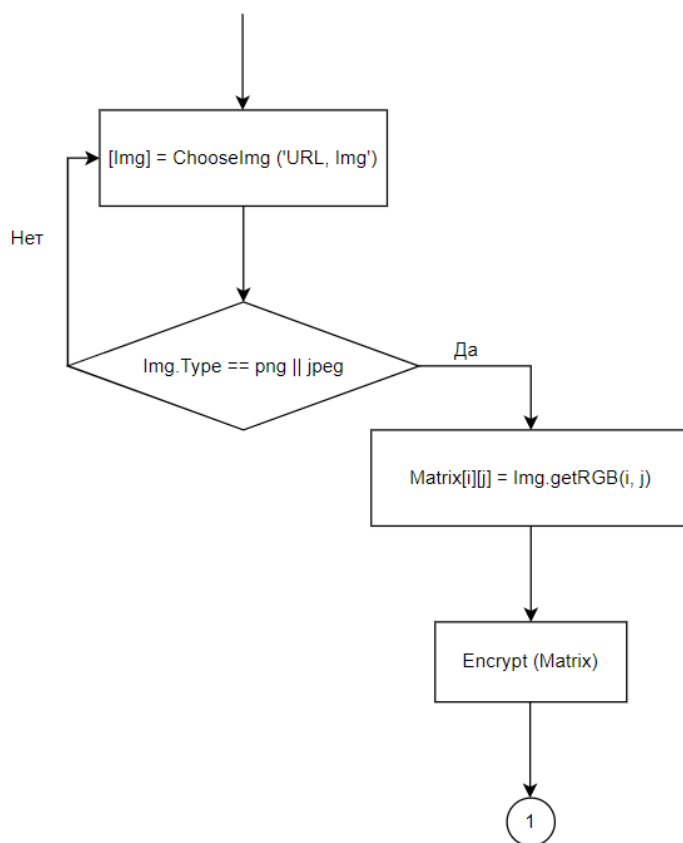 [Img] = ChooseImg ('URL, Img')
Нет
Img.Type == png || jpeg
Да
Matrix[i][j] = Img.getRGB(i, j)
Encrypt (Matrix)
1